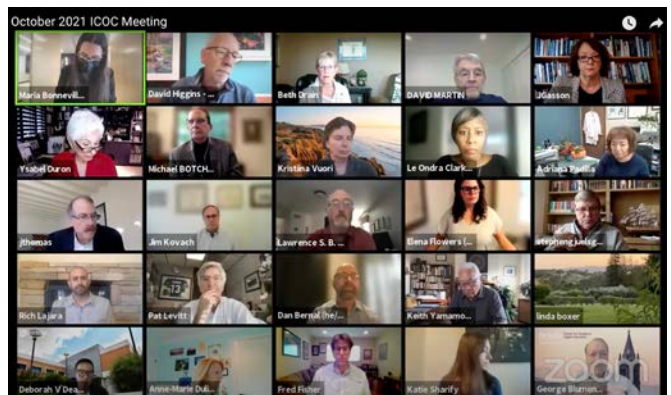 October 2021 ICOC Meeting
Maria Bonnevill...
David Higgins - ...
Beth Drain
DAVID MARTIN
JGasson
Ysabel Duron
Michael BOTCH...
Kristina Vuori
Le Ondra Clark...
Adriana Padilla
jthomas
Jim Kovach
Lawrence S. B. ...
Elena Flowers (...
Rich Lajara
Pat Levitt
Dan Bernal (he/...
Keith Yamamo...
linda boxer
Deborah V Dea...
Anne-Marie Duli...
Fred Fisher
Katie Sharify
George Blumen...
zoom